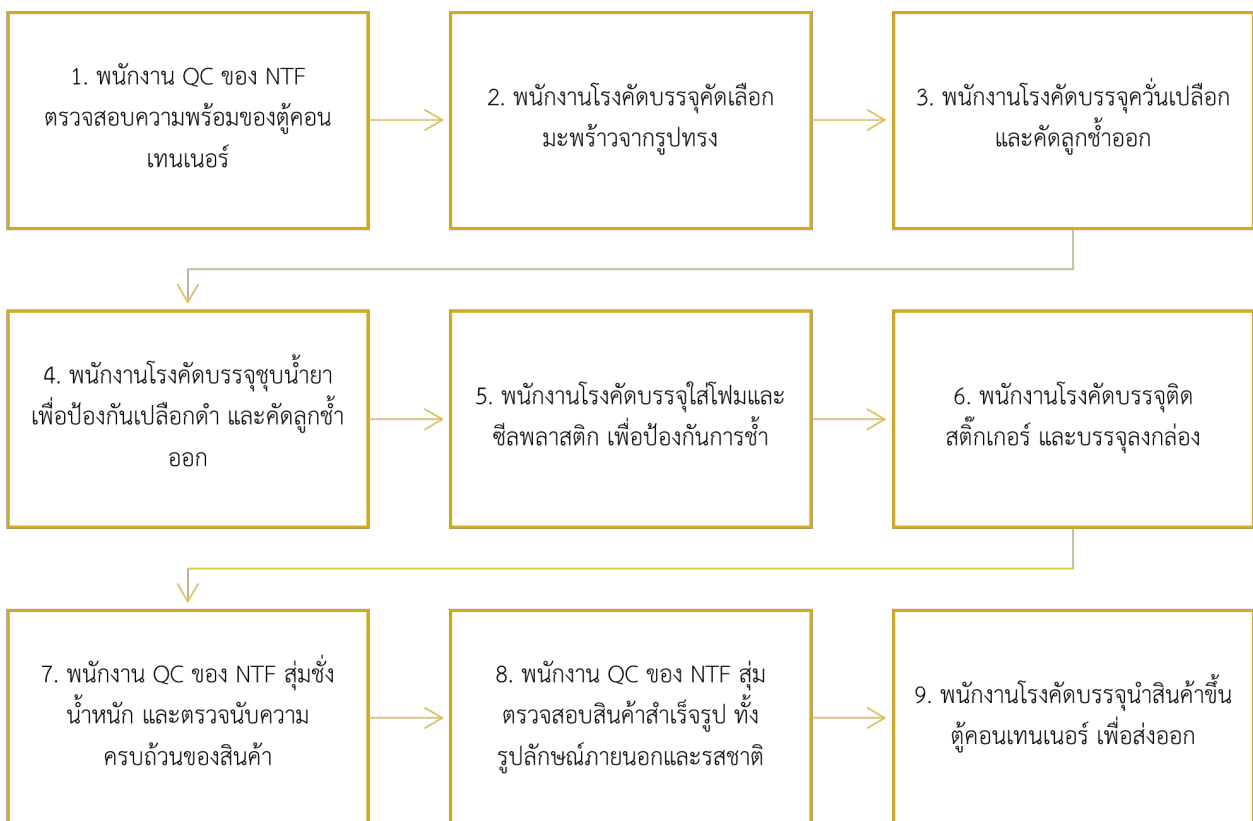 1. พนักงาน QC ของ NTF
ตรวจสอบความพร้อมของตู้คอน
เทนเนอร์
2. พนักงานโรงคัดบรรจุคัดเลือก
มะพร้าวจากรูปทรง
3. พนักงานโรงคัดบรรจุควั่นเปลือก
และคัดลูกช้ำออก
4. พนักงานโรงคัดบรรจุชุบน้ำยา
เพื่อป้องกันเปลือกดำ และคัดลูกช้ำ
ออก
5. พนักงานโรงคัดบรรจุใส่โฟมและ
ซีลพลาสติก เพื่อป้องกันการช้ำ
6. พนักงานโรงคัดบรรจุติด
สติ๊กเกอร์ และบรรจุลงกล่อง
7. พนักงาน QC ของ NTF สุ่มชั่ง
น้ำหนัก และตรวจนับความ
ครบถ้วนของสินค้า
8. พนักงาน QC ของ NTF สุ่ม
ตรวจสอบสินค้าสำเร็จรูป ทั้ง
รูปลักษณ์ภายนอกและรสชาติ
9. พนักงานโรงคัดบรรจุนำสินค้าขึ้น
ตู้คอนเทนเนอร์ เพื่อส่งออก